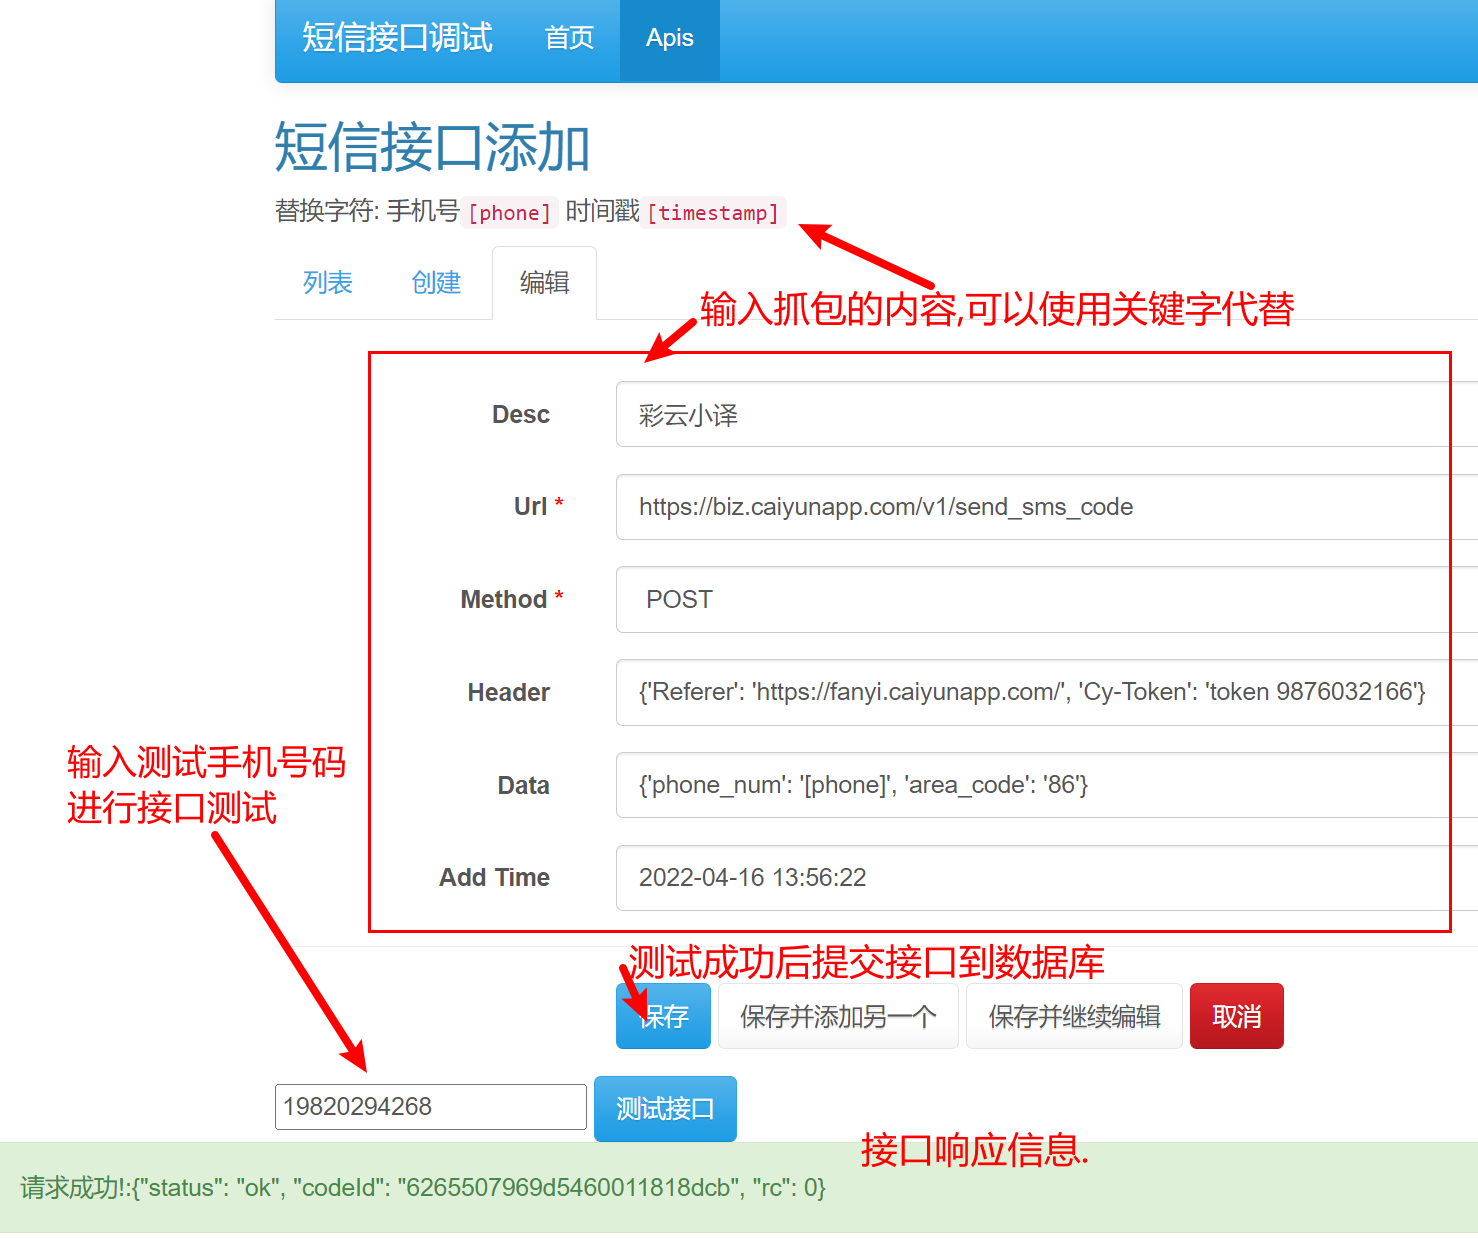 短信接口调试 首页 Apis
短信接口添加
替换字符: 手机号 [phone] 时间戳 [timestamp]
列表 创建 编辑
输入抓包的内容,可以使用关键字代替
Desc 彩云小译
Url * https://biz.caiyunapp.com/v1/send_sms_code
Method * POST
Header {'Referer': 'https://fanyi.caiyunapp.com/', 'Cy-Token': 'token 9876032166'}
输入测试手机号码
进行接口测试
Data {'phone_num': '[phone]', 'area_code': '86'}
Add Time 2022-04-16 13:56:22
测试成功后提交接口到数据库
保存 保存并添加另一个 保存并继续编辑 取消
19820294268 测试接口
接口响应信息.
请求成功!:{"status": "ok", "codeId": "6265507969d5460011818dcb", "rc": 0}